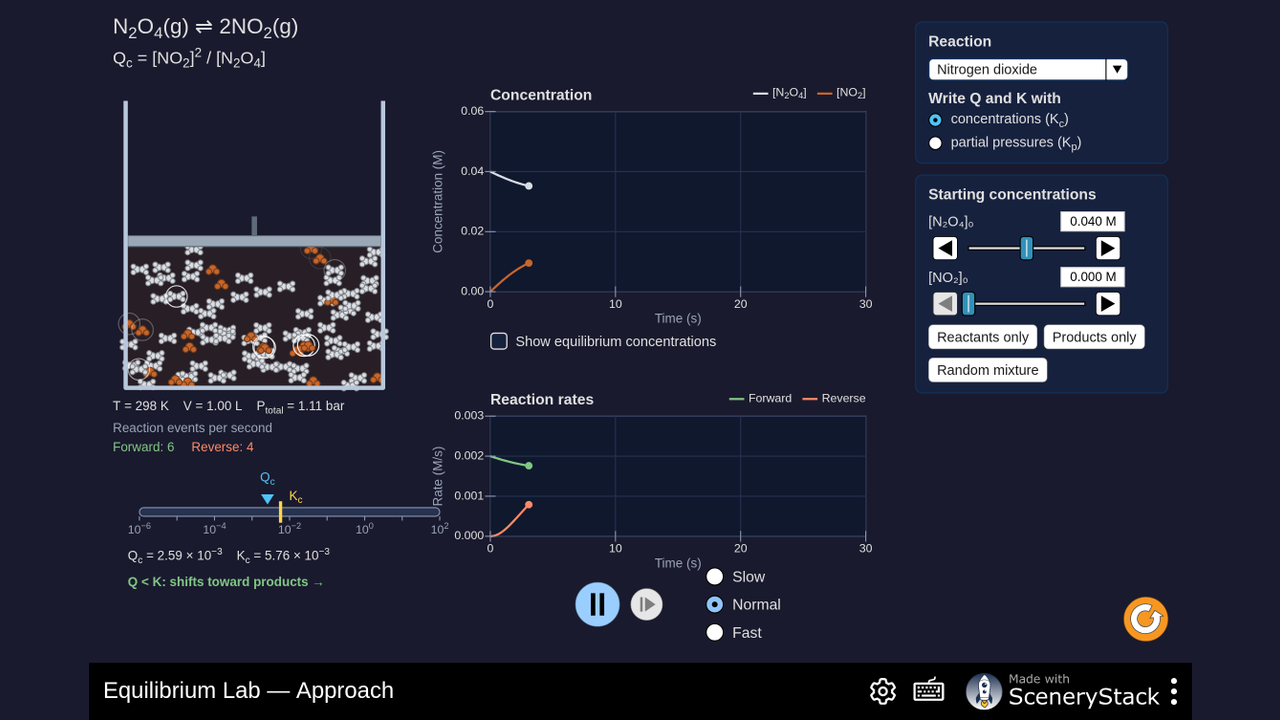 N₂O₄(g) ⇌ 2NO₂(g)
Q꜀ = [NO₂]² / [N₂O₄]
Concentration
[N₂O₄] [NO₂]
0.06
0.04
0.02
0.00
Concentration (M)
0 10 20 30
Time (s)
Show equilibrium concentrations
T = 298 K V = 1.00 L Ptotal = 1.11 bar
Reaction events per second
Forward: 6 Reverse: 4
Qc
Kc
10⁻⁶ 10⁻⁴ 10⁻² 10⁰ 10²
Qc = 2.59 × 10⁻³ Kc = 5.76 × 10⁻³
Q < K: shifts toward products →
Reaction rates
Forward Reverse
0.003
0.002
0.001
0.000
Rate (M/s)
0 10 20 30
Time (s)
Slow
Normal
Fast
Reaction
Nitrogen dioxide
Write Q and K with
concentrations (Kc)
partial pressures (Kp)
Starting concentrations
[N₂O₄]₀ 0.040 M
[NO₂]₀ 0.000 M
Reactants only Products only
Random mixture
Equilibrium Lab — Approach
Made with
SceneryStack